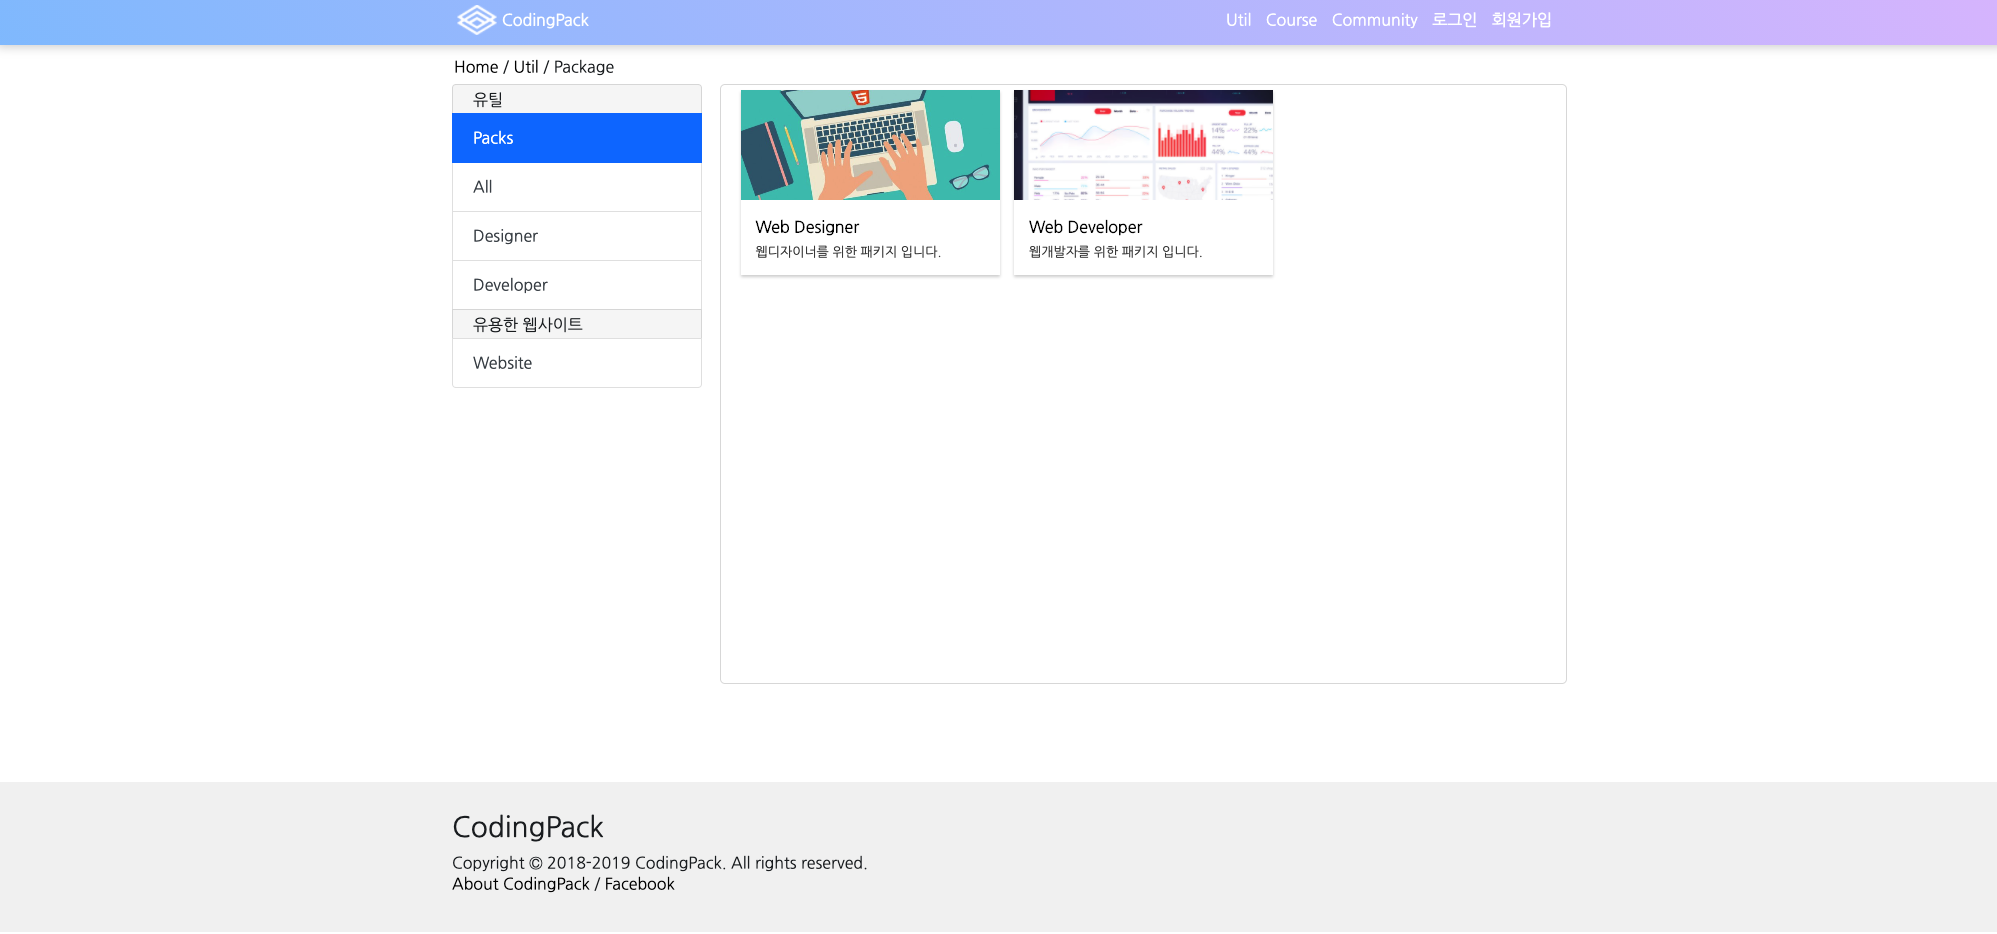 CodingPack
Util Course Community 로그인 회원가입
Home / Util / Package
유틸
Packs
All
Designer
Developer
유용한 웹사이트
Website
Web Designer
웹디자이너를 위한 패키지 입니다.
Web Developer
웹개발자를 위한 패키지 입니다.
CodingPack
Copyright © 2018-2019 CodingPack. All rights reserved.
About CodingPack / Facebook